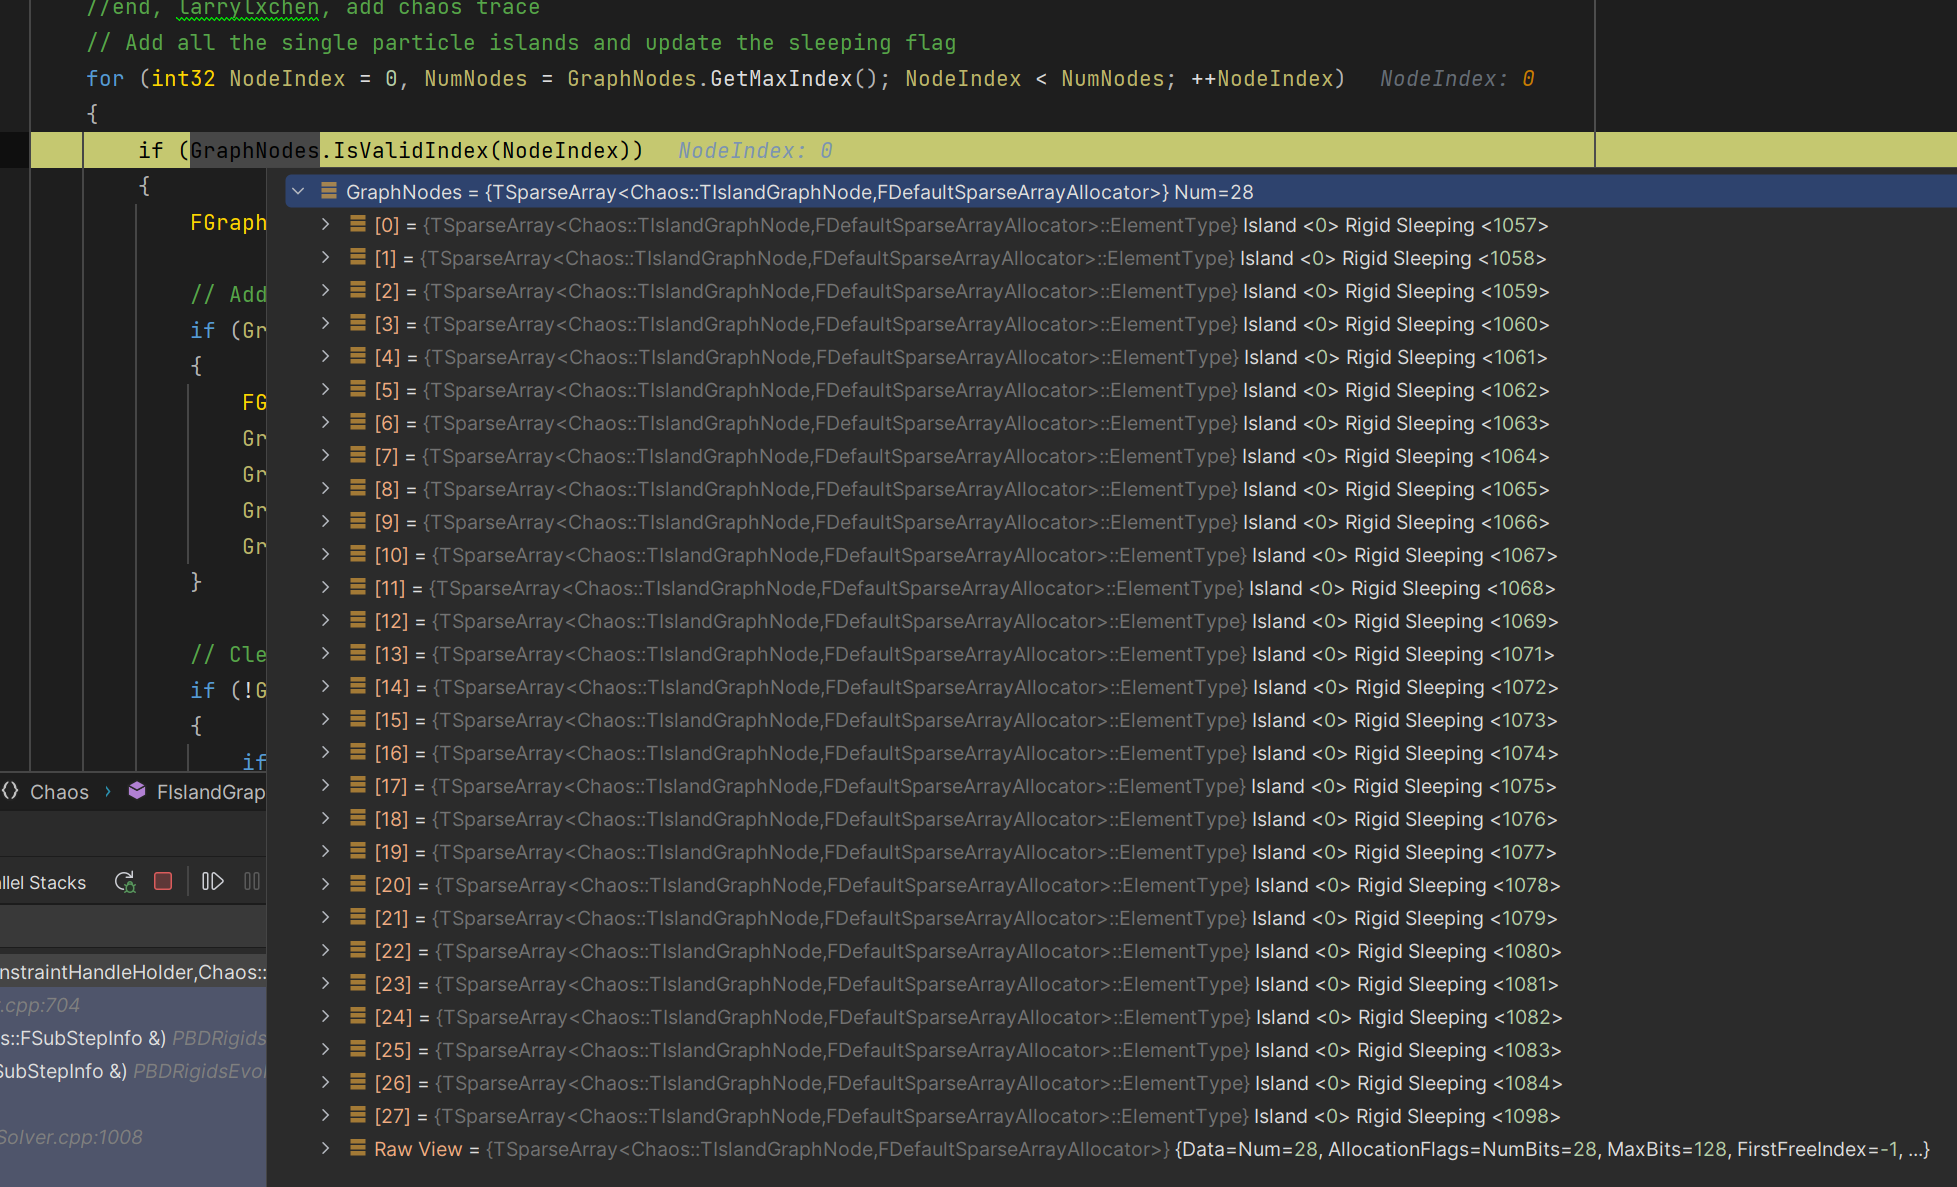 //end, larrylxchen, add chaos trace
// Add all the single particle islands and update the sleeping flag
for (int32 NodeIndex = 0, NumNodes = GraphNodes.GetMaxIndex(); NodeIndex < NumNodes; ++NodeIndex) NodeIndex: 0
{
if (GraphNodes.IsValidIndex(NodeIndex)) NodeIndex: 0
{
GraphNodes = {TSparseArray<Chaos::TIslandGraphNode,FDefaultSparseArrayAllocator>} Num=28
FGraph
// Add
if (Gr
{
FG
Gr
Gr
Gr
Gr
}
// Cle
if (!G
{
if
[0] = {TSparseArray<Chaos::TIslandGraphNode,FDefaultSparseArrayAllocator>::ElementType} Island <0> Rigid Sleeping <1057>
[1] = {TSparseArray<Chaos::TIslandGraphNode,FDefaultSparseArrayAllocator>::ElementType} Island <0> Rigid Sleeping <1058>
[2] = {TSparseArray<Chaos::TIslandGraphNode,FDefaultSparseArrayAllocator>::ElementType} Island <0> Rigid Sleeping <1059>
[3] = {TSparseArray<Chaos::TIslandGraphNode,FDefaultSparseArrayAllocator>::ElementType} Island <0> Rigid Sleeping <1060>
[4] = {TSparseArray<Chaos::TIslandGraphNode,FDefaultSparseArrayAllocator>::ElementType} Island <0> Rigid Sleeping <1061>
[5] = {TSparseArray<Chaos::TIslandGraphNode,FDefaultSparseArrayAllocator>::ElementType} Island <0> Rigid Sleeping <1062>
[6] = {TSparseArray<Chaos::TIslandGraphNode,FDefaultSparseArrayAllocator>::ElementType} Island <0> Rigid Sleeping <1063>
[7] = {TSparseArray<Chaos::TIslandGraphNode,FDefaultSparseArrayAllocator>::ElementType} Island <0> Rigid Sleeping <1064>
[8] = {TSparseArray<Chaos::TIslandGraphNode,FDefaultSparseArrayAllocator>::ElementType} Island <0> Rigid Sleeping <1065>
[9] = {TSparseArray<Chaos::TIslandGraphNode,FDefaultSparseArrayAllocator>::ElementType} Island <0> Rigid Sleeping <1066>
[10] = {TSparseArray<Chaos::TIslandGraphNode,FDefaultSparseArrayAllocator>::ElementType} Island <0> Rigid Sleeping <1067>
[11] = {TSparseArray<Chaos::TIslandGraphNode,FDefaultSparseArrayAllocator>::ElementType} Island <0> Rigid Sleeping <1068>
[12] = {TSparseArray<Chaos::TIslandGraphNode,FDefaultSparseArrayAllocator>::ElementType} Island <0> Rigid Sleeping <1069>
[13] = {TSparseArray<Chaos::TIslandGraphNode,FDefaultSparseArrayAllocator>::ElementType} Island <0> Rigid Sleeping <1071>
[14] = {TSparseArray<Chaos::TIslandGraphNode,FDefaultSparseArrayAllocator>::ElementType} Island <0> Rigid Sleeping <1072>
[15] = {TSparseArray<Chaos::TIslandGraphNode,FDefaultSparseArrayAllocator>::ElementType} Island <0> Rigid Sleeping <1073>
[16] = {TSparseArray<Chaos::TIslandGraphNode,FDefaultSparseArrayAllocator>::ElementType} Island <0> Rigid Sleeping <1074>
[17] = {TSparseArray<Chaos::TIslandGraphNode,FDefaultSparseArrayAllocator>::ElementType} Island <0> Rigid Sleeping <1075>
[18] = {TSparseArray<Chaos::TIslandGraphNode,FDefaultSparseArrayAllocator>::ElementType} Island <0> Rigid Sleeping <1076>
[19] = {TSparseArray<Chaos::TIslandGraphNode,FDefaultSparseArrayAllocator>::ElementType} Island <0> Rigid Sleeping <1077>
[20] = {TSparseArray<Chaos::TIslandGraphNode,FDefaultSparseArrayAllocator>::ElementType} Island <0> Rigid Sleeping <1078>
[21] = {TSparseArray<Chaos::TIslandGraphNode,FDefaultSparseArrayAllocator>::ElementType} Island <0> Rigid Sleeping <1079>
[22] = {TSparseArray<Chaos::TIslandGraphNode,FDefaultSparseArrayAllocator>::ElementType} Island <0> Rigid Sleeping <1080>
[23] = {TSparseArray<Chaos::TIslandGraphNode,FDefaultSparseArrayAllocator>::ElementType} Island <0> Rigid Sleeping <1081>
[24] = {TSparseArray<Chaos::TIslandGraphNode,FDefaultSparseArrayAllocator>::ElementType} Island <0> Rigid Sleeping <1082>
[25] = {TSparseArray<Chaos::TIslandGraphNode,FDefaultSparseArrayAllocator>::ElementType} Island <0> Rigid Sleeping <1083>
[26] = {TSparseArray<Chaos::TIslandGraphNode,FDefaultSparseArrayAllocator>::ElementType} Island <0> Rigid Sleeping <1084>
[27] = {TSparseArray<Chaos::TIslandGraphNode,FDefaultSparseArrayAllocator>::ElementType} Island <0> Rigid Sleeping <1098>
Raw View = {TSparseArray<Chaos::TIslandGraphNode,FDefaultSparseArrayAllocator>} {Data=Num=28, AllocationFlags=NumBits=28, MaxBits=128, FirstFreeIndex=-1, ...}
Chaos › FIslandGrap
llel Stacks
nstraintHandleHolder,Chaos::
.cpp:704
s::FSubStepInfo &) PBDRigids
SubStepInfo &) PBDRigidsEvol
Solver.cpp:1008